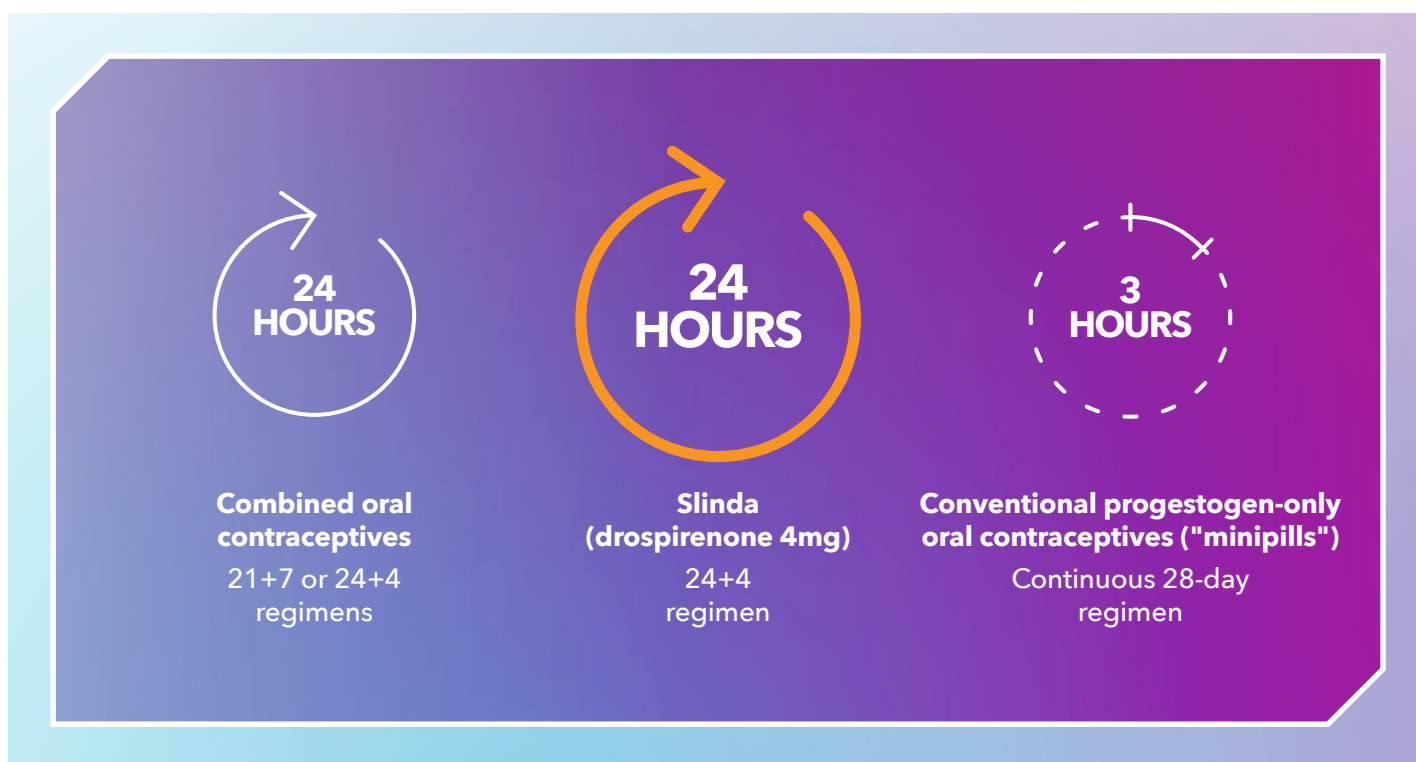 24
HOURS
Combined oral
contraceptives
21+7 or 24+4
regimens
24
HOURS
Slinda
(drospirenone 4mg)
24+4
regimen
3
HOURS
Conventional progestogen-only
oral contraceptives ("minipills")
Continuous 28-day
regimen